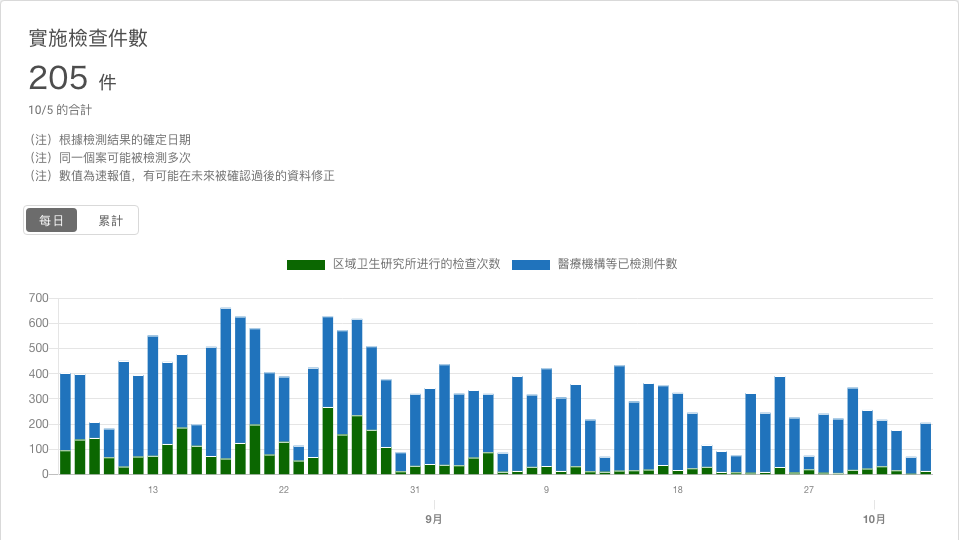 實施檢查件數
205 件
10/5 的合計
（注）根據檢測結果的確定日期
（注）同一個案可能被檢測多次
（注）數值為速報值，有可能在未來被確認過後的資料修正
每日 累計
区域卫生研究所进行的检查次数 醫療機構等已檢測件數
700
600
500
400
300
200
100
0
13 22 31 9 18 27
9月 10月